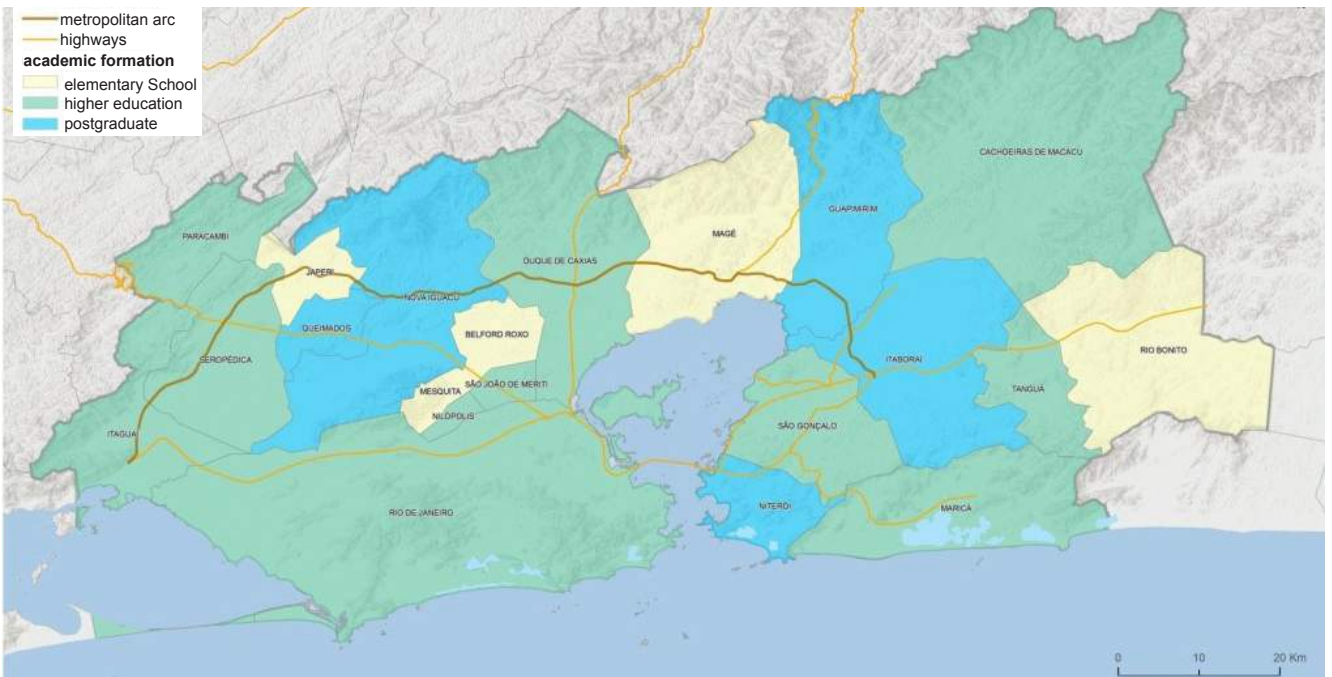 metropolitan arc
highways
academic formation
elementary School
higher education
postgraduate
CACHOEIRAS DE MACACU
GUAPIMIRIM
PARACAMBI
MAGÉ
DUQUE DE CAXIAS
JAPERI
NOVA IGUAÇU
QUEIMADOS
BELFORD ROXO
RIO BONITO
SEROPÉDICA
ITABORAÍ
SÃO JOÃO DE MERITI
TANGUÁ
MESQUITA
NILÓPOLIS
SÃO GONÇALO
ITAGUAÍ
NITERÓI
MARICÁ
RIO DE JANEIRO
0 10 20 Km